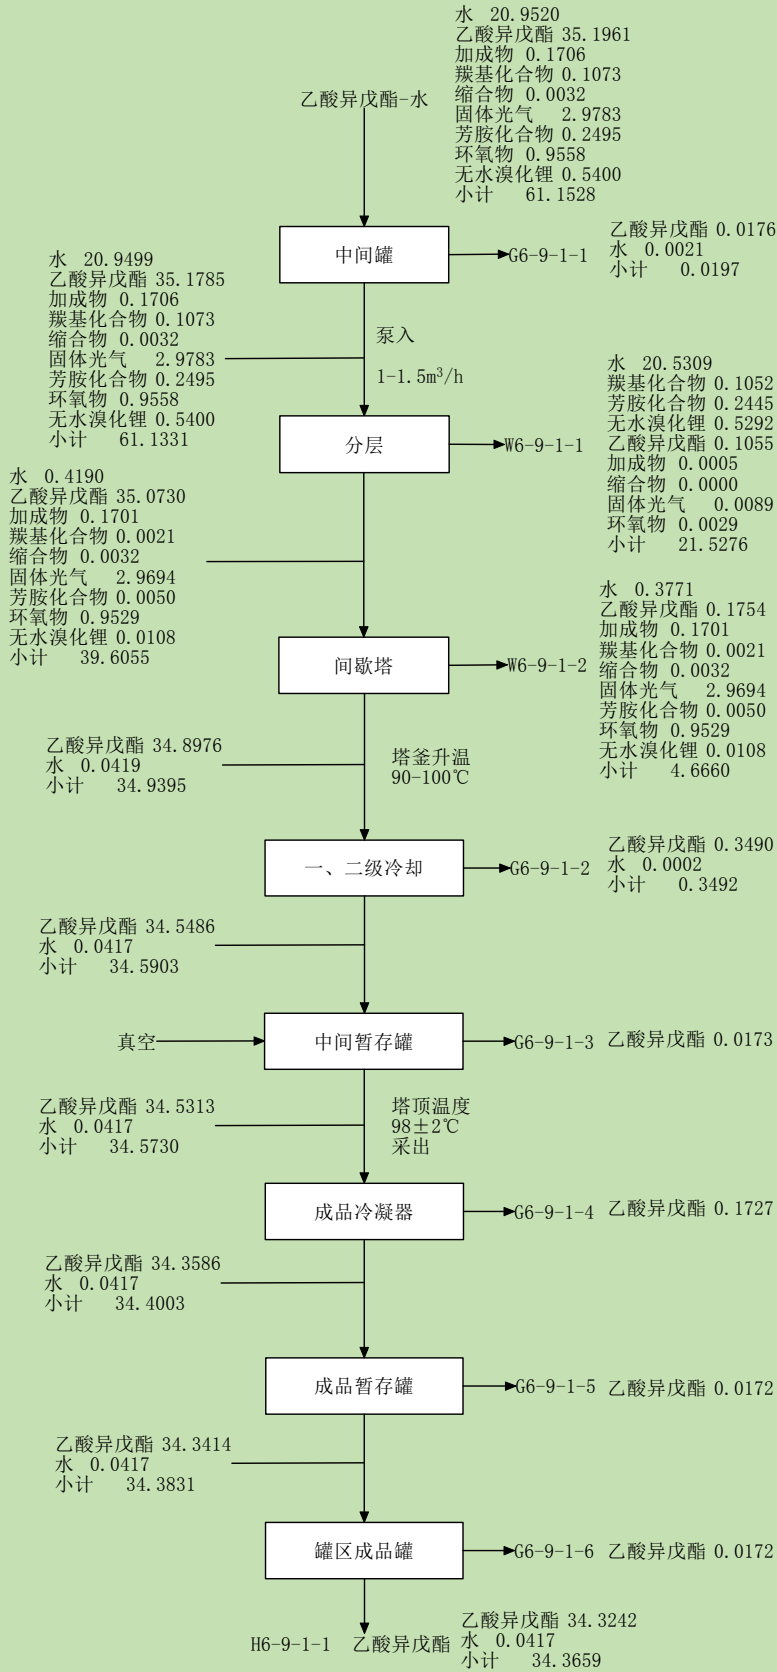 水 20.9520
乙酸异戊酯 35.1961
加成物 0.1706
羰基化合物 0.1073
缩合物 0.0032
固体光气 2.9783
芳胺化合物 0.2495
环氧物 0.9558
无水溴化锂 0.5400
小计 61.1528
乙酸异戊酯-水
中间罐
G6-9-1-1
乙酸异戊酯 0.0176
水 0.0021
小计 0.0197
水 20.9499
乙酸异戊酯 35.1785
加成物 0.1706
羰基化合物 0.1073
缩合物 0.0032
固体光气 2.9783
芳胺化合物 0.2495
环氧物 0.9558
无水溴化锂 0.5400
小计 61.1331
泵入
1-1.5m³/h
分层
W6-9-1-1
水 20.5309
羰基化合物 0.1052
芳胺化合物 0.2445
无水溴化锂 0.5292
乙酸异戊酯 0.1055
加成物 0.0005
缩合物 0.0000
固体光气 0.0089
环氧物 0.0029
小计 21.5276
水 0.4190
乙酸异戊酯 35.0730
加成物 0.1701
羰基化合物 0.0021
缩合物 0.0032
固体光气 2.9694
芳胺化合物 0.0050
环氧物 0.9529
无水溴化锂 0.0108
小计 39.6055
间歇塔
W6-9-1-2
水 0.3771
乙酸异戊酯 0.1754
加成物 0.1701
羰基化合物 0.0021
缩合物 0.0032
固体光气 2.9694
芳胺化合物 0.0050
环氧物 0.9529
无水溴化锂 0.0108
小计 4.6660
乙酸异戊酯 34.8976
水 0.0419
小计 34.9395
塔釜升温
90-100℃
一、二级冷却
G6-9-1-2
乙酸异戊酯 0.3490
水 0.0002
小计 0.3492
乙酸异戊酯 34.5486
水 0.0417
小计 34.5903
真空
中间暂存罐
G6-9-1-3
乙酸异戊酯 0.0173
乙酸异戊酯 34.5313
水 0.0417
小计 34.5730
塔顶温度
98±2℃
采出
成品冷凝器
G6-9-1-4
乙酸异戊酯 0.1727
乙酸异戊酯 34.3586
水 0.0417
小计 34.4003
成品暂存罐
G6-9-1-5
乙酸异戊酯 0.0172
乙酸异戊酯 34.3414
水 0.0417
小计 34.3831
罐区成品罐
G6-9-1-6
乙酸异戊酯 0.0172
H6-9-1-1 乙酸异戊酯
乙酸异戊酯 34.3242
水 0.0417
小计 34.3659